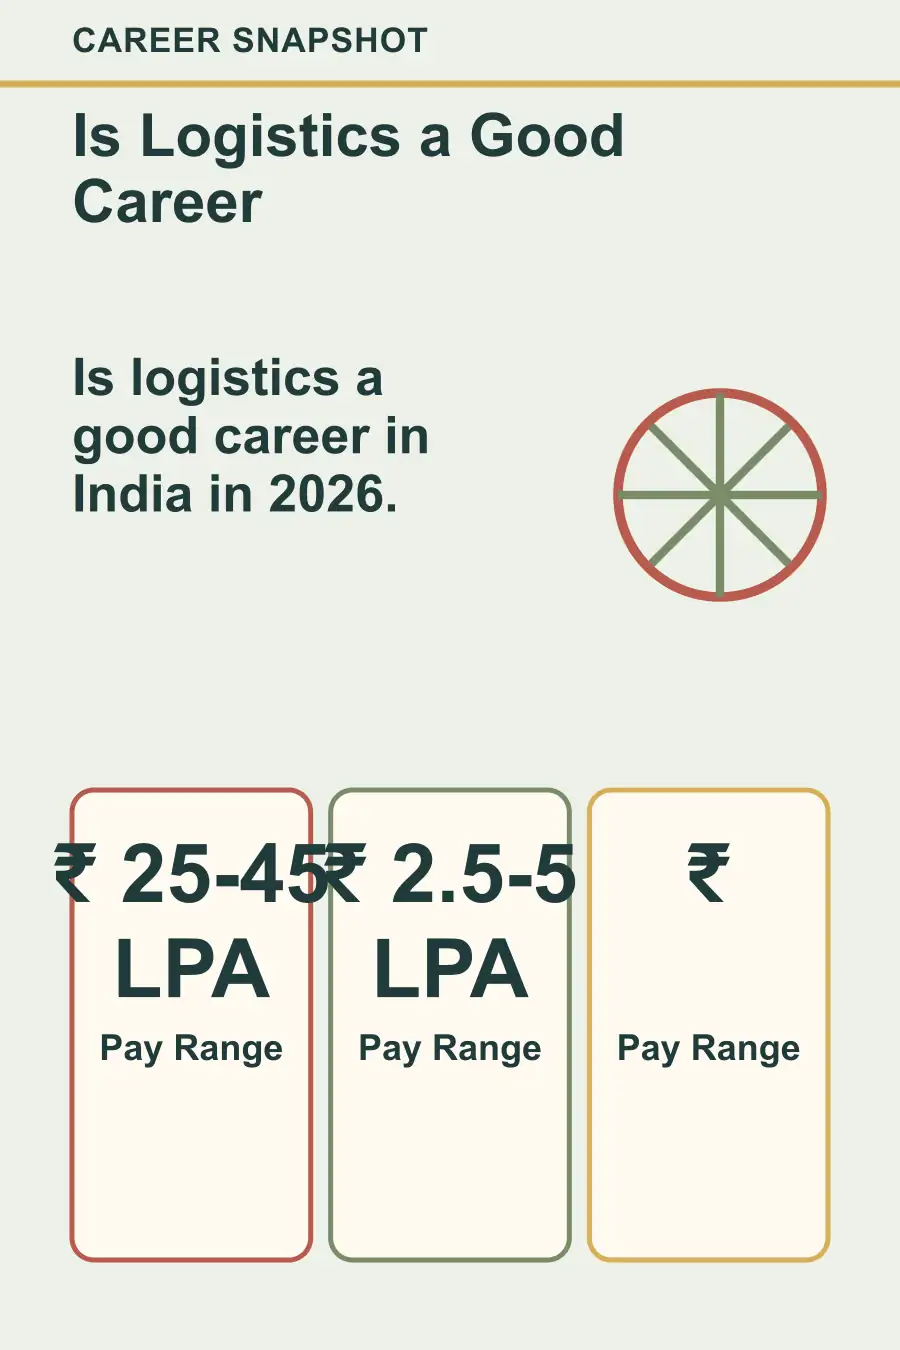 CAREER SNAPSHOT
Is Logistics a Good
Career
Is logistics a
good career in
India in 2026.
₹ 25-45
LPA
Pay Range
₹ 2.5-5
LPA
Pay Range
₹
Pay Range